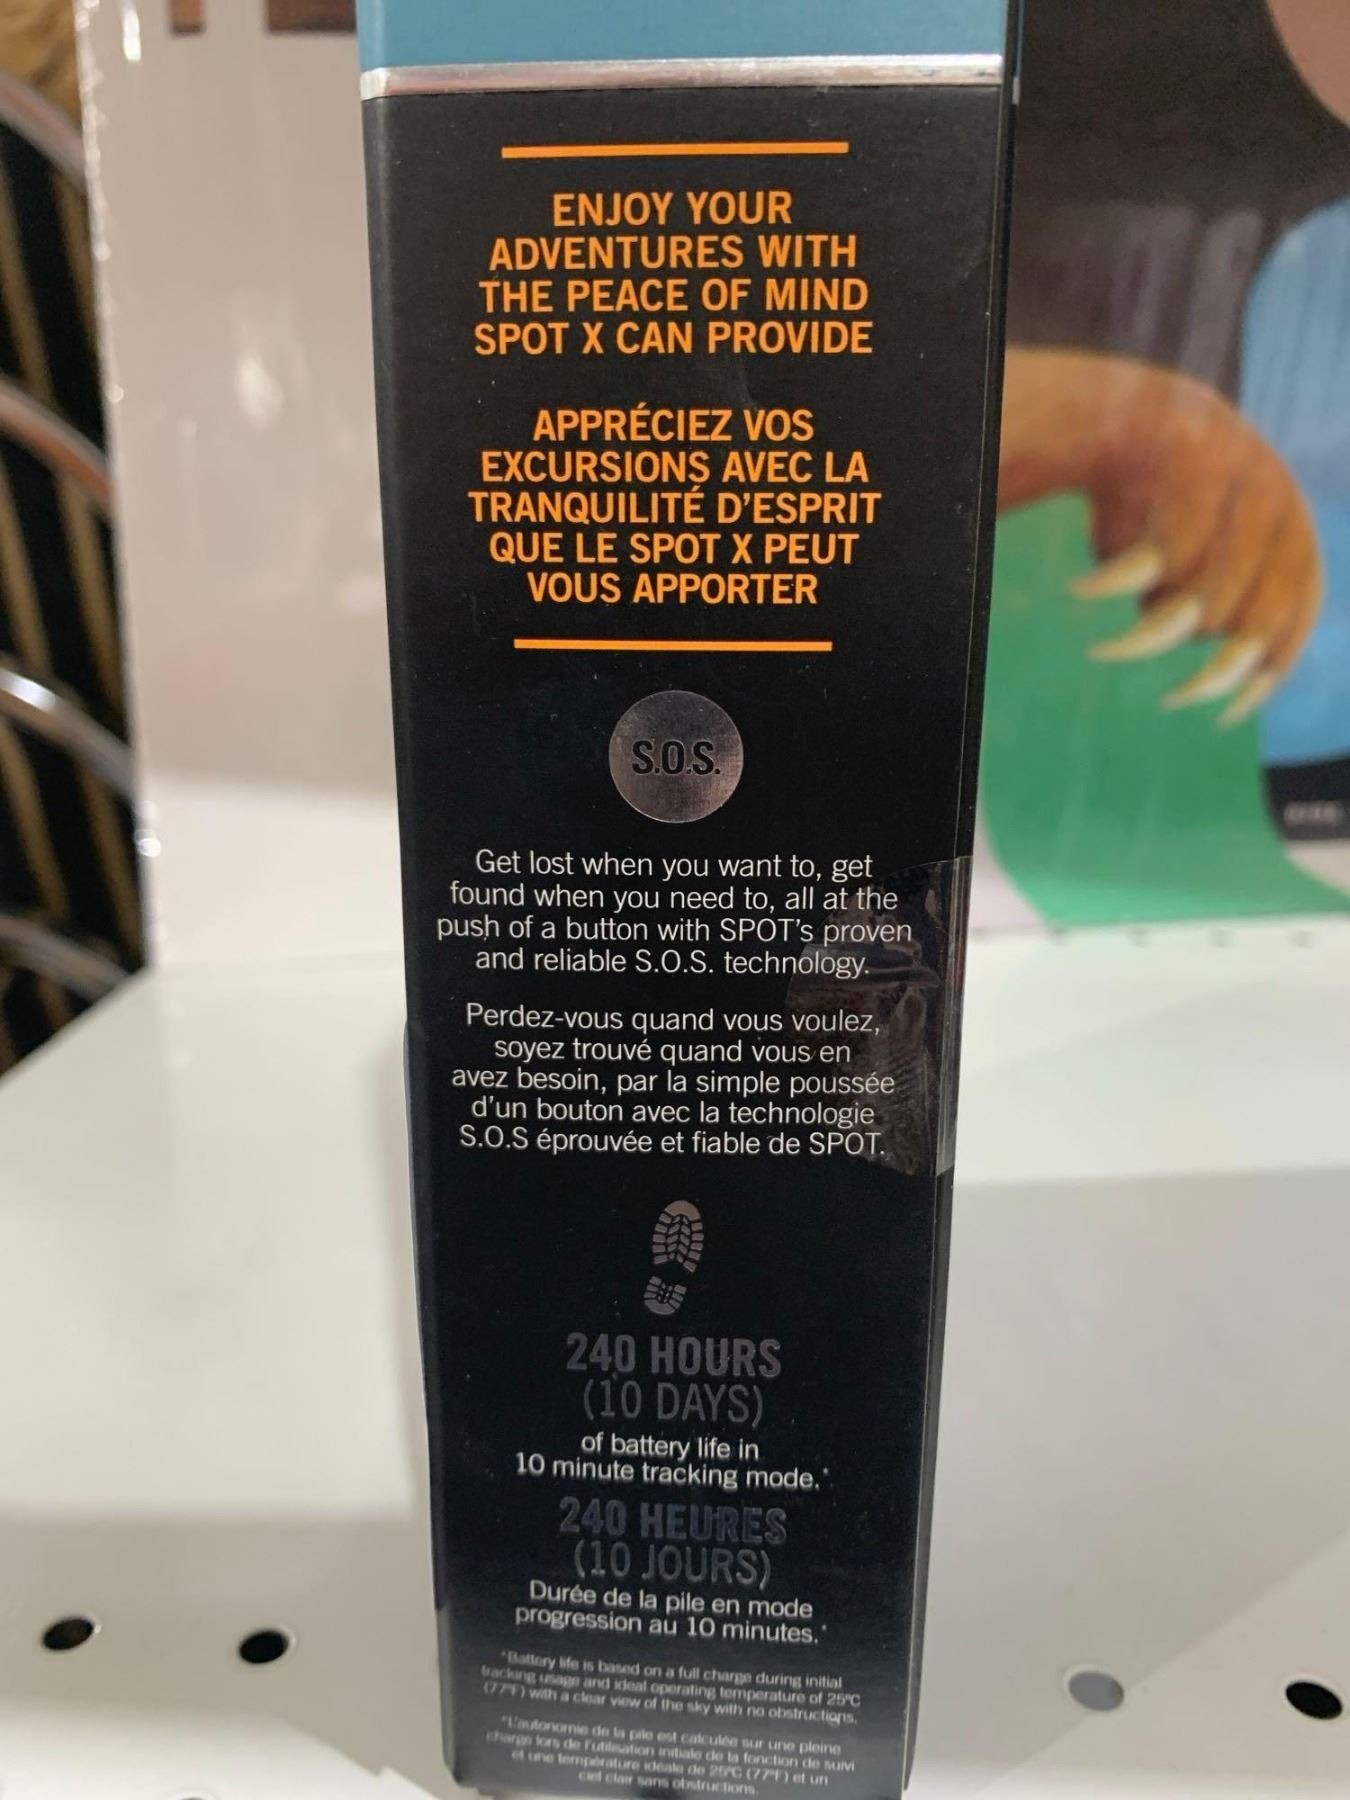 ENJOY YOUR
ADVENTURES WITH
THE PEACE OF MIND
SPOT X CAN PROVIDE
APPRÉCIEZ VOS
EXCURSIONS AVEC LA
TRANQUILITÉ D'ESPRIT
QUE LE SPOT X PEUT
VOUS APPORTER
S.O.S.
Get lost when you want to, get
found when you need to, all at the
push of a button with SPOT's proven
and reliable S.O.S. technology.
Perdez-vous quand vous voulez,
soyez trouvé quand vous en
avez besoin, par la simple poussée
d'un bouton avec la technologie
S.O.S éprouvée et fiable de SPOT.
240 HOURS
(10 DAYS)
of battery life in
10 minute tracking mode.*
240 HEURES
(10 JOURS)
Durée de la pile en mode
progression au 10 minutes.*
*Battery life is based on a full charge during initial
tracking usage and ideal operating temperature of 25°C
(77°F) with a clear view of the sky with no obstructions.
*L'autonomie de la pile est calculée sur une pleine
charge lors de l'utilisation initiale de la fonction de suivi
et une température idéale de 25°C (77°F) et un
ciel clair sans obstructions.